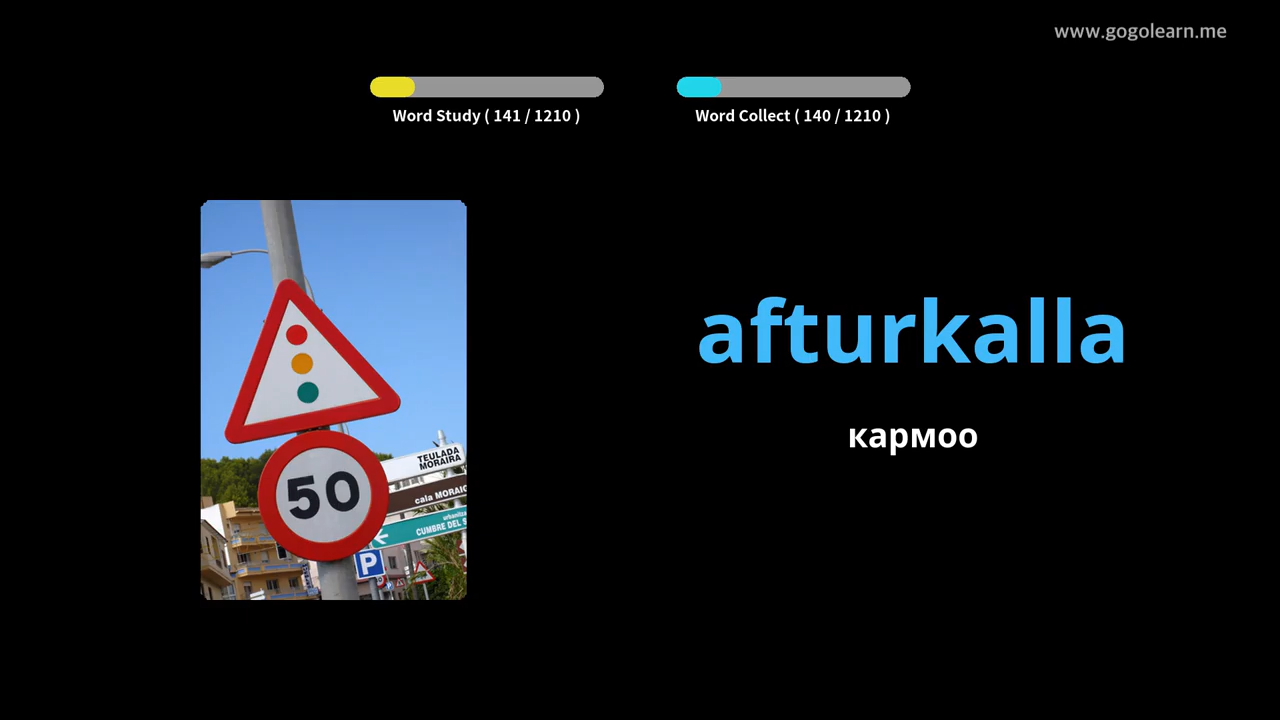 www.gogolearn.me
Word Study ( 141 / 1210 )
Word Collect ( 140 / 1210 )
afturkalla
кармоо
50
TEULADA
MORAIRA
cala
CUMBRE DEL
P